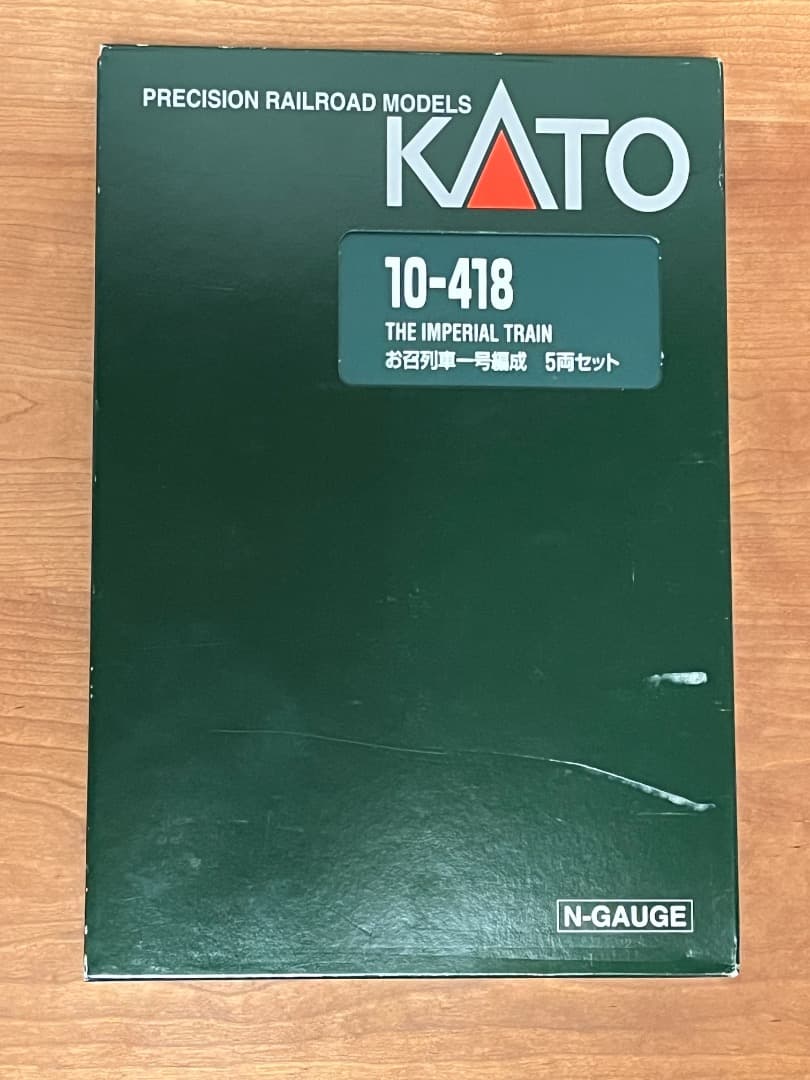 PRECISION RAILROAD MODELS
KATO
10-418
THE IMPERIAL TRAIN
お召列車一号編成 5両セット
N-GAUGE